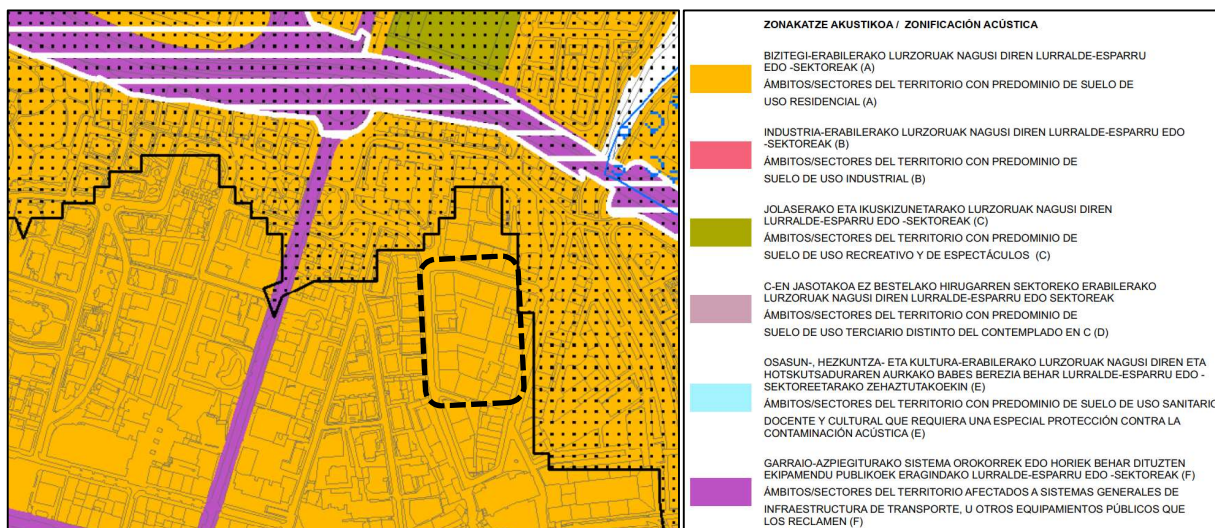 ZONAKATZE AKUSTIKOA / ZONIFICACIÓN ACÚSTICA
BIZITEGI-ERABILERAKO LURZORUAK NAGUSI DIREN LURRALDE-ESPARRU
EDO -SEKTOREAK (A)
ÁMBITOS/SECTORES DEL TERRITORIO CON PREDOMINIO DE SUELO DE
USO RESIDENCIAL (A)
INDUSTRIA-ERABILERAKO LURZORUAK NAGUSI DIREN LURRALDE-ESPARRU EDO
-SEKTOREAK (B)
ÁMBITOS/SECTORES DEL TERRITORIO CON PREDOMINIO DE
SUELO DE USO INDUSTRIAL (B)
JOLASERAKO ETA IKUSKIZUNETARAKO LURZORUAK NAGUSI DIREN
LURRALDE-ESPARRU EDO -SEKTOREAK (C)
ÁMBITOS/SECTORES DEL TERRITORIO CON PREDOMINIO DE
SUELO DE USO RECREATIVO Y DE ESPECTÁCULOS (C)
C-EN JASOTAKOA EZ BESTELAKO HIRUGARREN SEKTOREKO ERABILERAKO
LURZORUAK NAGUSI DIREN LURRALDE-ESPARRU EDO SEKTOREAK
ÁMBITOS/SECTORES DEL TERRITORIO CON PREDOMINIO DE
SUELO DE USO TERCIARIO DISTINTO DEL CONTEMPLADO EN C (D)
OSASUN-, HEZKUNTZA- ETA KULTURA-ERABILERAKO LURZORUAK NAGUSI DIREN ETA
HOTSKUTSADURAREN AURKAKO BABES BEREZIA BEHAR LURRALDE-ESPARRU EDO -
SEKTOREETARAKO ZEHAZTUTAKOEKIN (E)
ÁMBITOS/SECTORES DEL TERRITORIO CON PREDOMINIO DE SUELO DE USO SANITARIO
DOCENTE Y CULTURAL QUE REQUIERA UNA ESPECIAL PROTECCIÓN CONTRA LA
CONTAMINACIÓN ACÚSTICA (E)
GARRAIO-AZPIEGITURAKO SISTEMA OROKORREK EDO HORIEK BEHAR DITUZTEN
EKIPAMENDU PUBLIKOEK ERAGINDAKO LURRALDE-ESPARRU EDO -SEKTOREAK (F)
ÁMBITOS/SECTORES DEL TERRITORIO AFECTADOS A SISTEMAS GENERALES DE
INFRAESTRUCTURA DE TRANSPORTE, U OTROS EQUIPAMIENTOS PÚBLICOS QUE
LOS RECLAMEN (F)